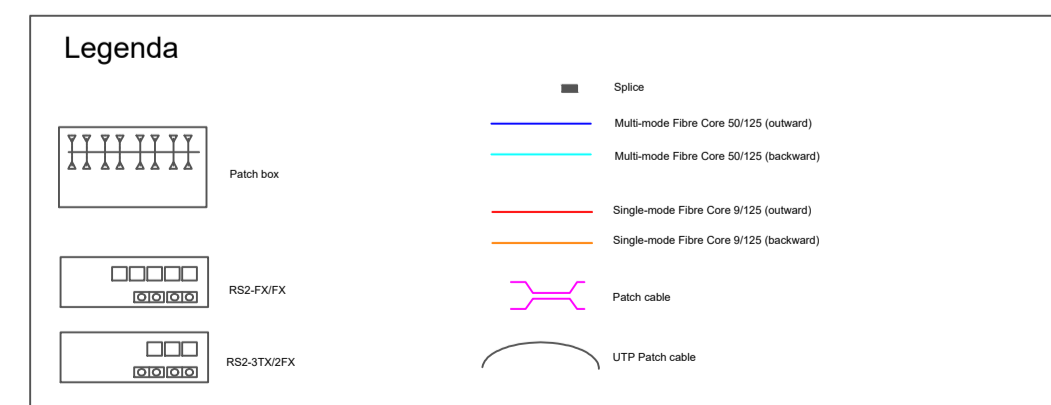 Legenda
Patch box
RS2-FX/FX
RS2-3TX/2FX
Splice
Multi-mode Fibre Core 50/125 (outward)
Multi-mode Fibre Core 50/125 (backward)
Single-mode Fibre Core 9/125 (outward)
Single-mode Fibre Core 9/125 (backward)
Patch cable
UTP Patch cable